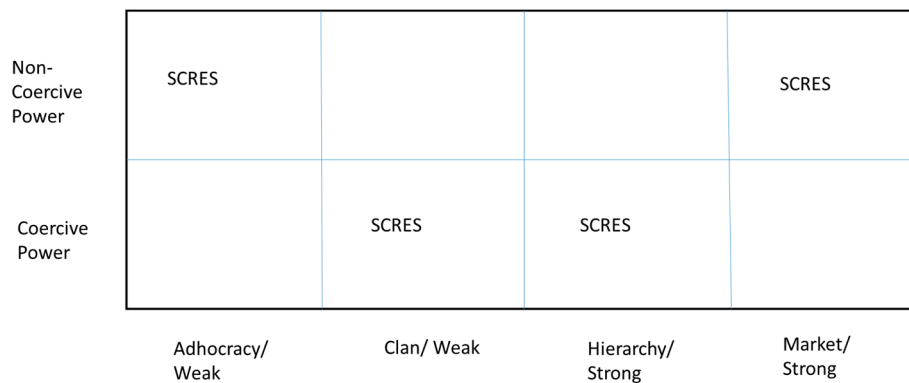 Non-
Coercive
Power
SCRES
SCRES
Coercive
Power
SCRES
SCRES
Adhocracy/
Weak
Clan/ Weak
Hierarchy/
Strong
Market/
Strong